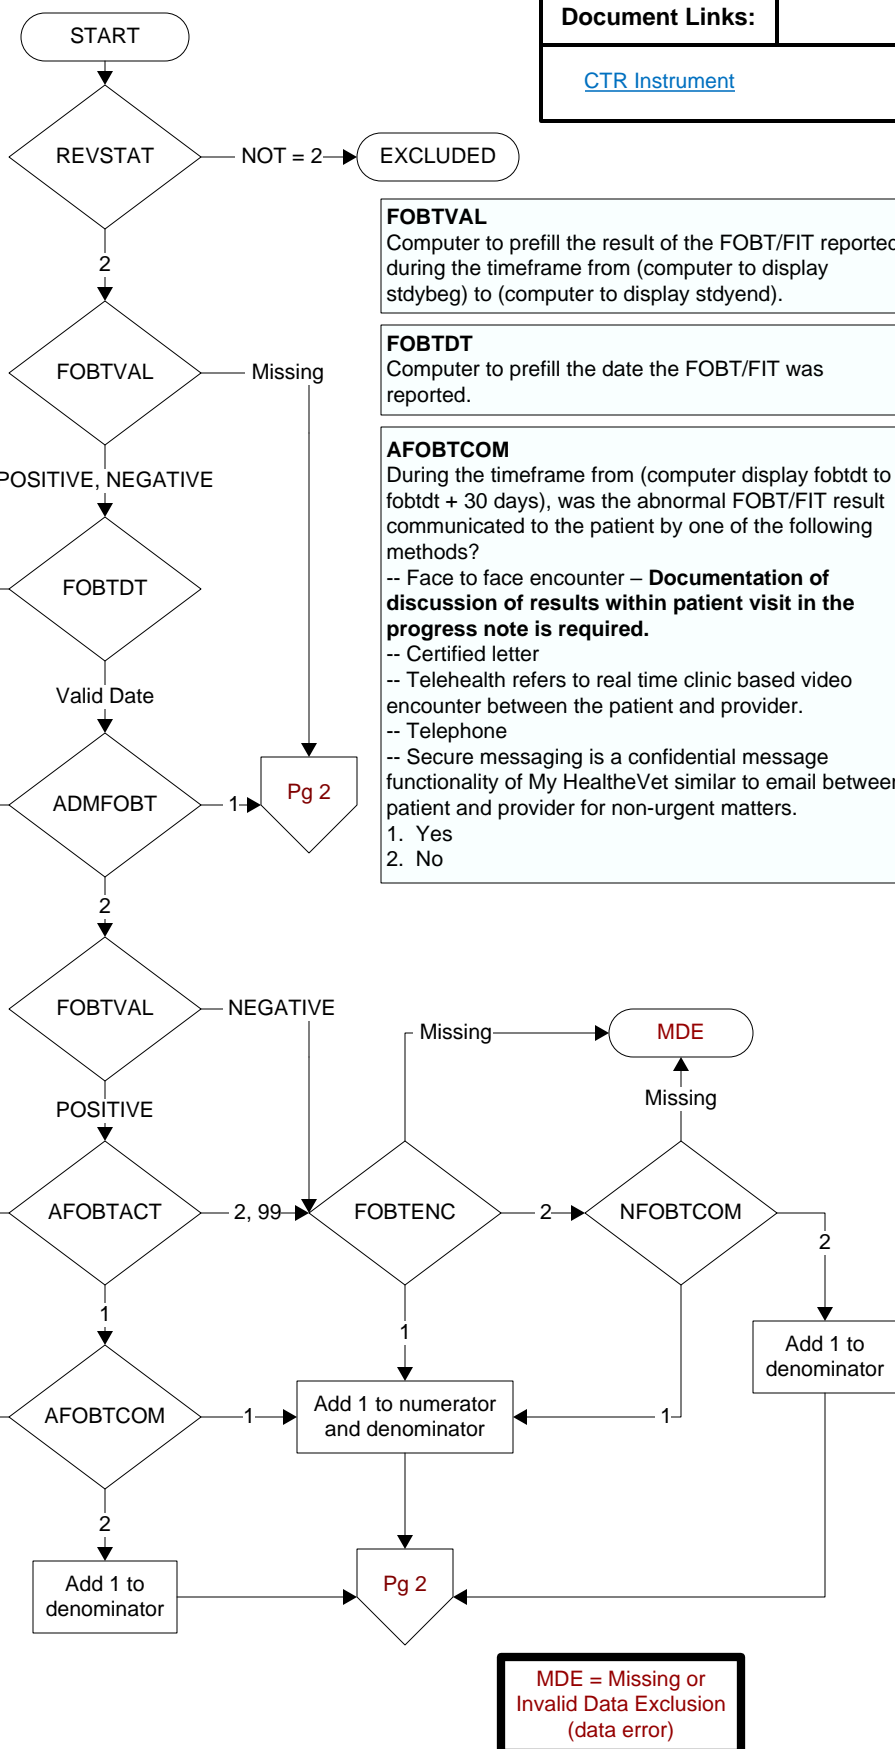 Document Links:
CTR Instrument
START
REVSTAT
NOT = 2
EXCLUDED
2
FOBTVAL
Computer to prefill the result of the FOBT/FIT reported
during the timeframe from (computer to display
stdybeg) to (computer to display stdyend).
FOBTVAL
Missing
FOBTDT
Computer to prefill the date the FOBT/FIT was
reported.
POSITIVE, NEGATIVE
AFOBTCOM
During the timeframe from (computer display fobtdt to
fobtdt + 30 days), was the abnormal FOBT/FIT result
communicated to the patient by one of the following
methods?
-- Face to face encounter – Documentation of
discussion of results within patient visit in the
progress note is required.
-- Certified letter
-- Telehealth refers to real time clinic based video
encounter between the patient and provider.
-- Telephone
-- Secure messaging is a confidential message
functionality of My HealtheVet similar to email between
patient and provider for non-urgent matters.
1. Yes
2. No
FOBTDT
Valid Date
ADMFOBT
1
Pg 2
2
FOBTVAL
NEGATIVE
Missing
MDE
POSITIVE
Missing
AFOBTACT
2, 99
FOBTENC
2
NFOBTCOM
2
1
1
Add 1 to
denominator
AFOBTCOM
1
Add 1 to numerator
and denominator
1
2
Add 1 to
denominator
Pg 2
MDE = Missing or
Invalid Data Exclusion
(data error)